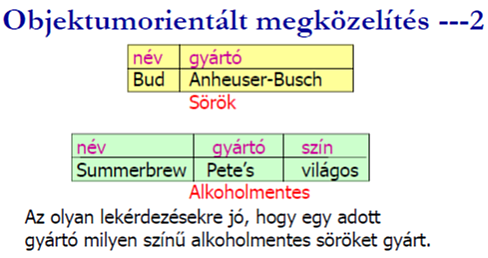 Objektumorientált megközelítés ---2
név gyártó
Bud Anheuser-Busch
Sörök
név gyártó szín
Summerbrew Pete's világos
Alkoholmentes
Az olyan lekérdezésekre jó, hogy egy adott
gyártó milyen színű alkoholmentes söröket gyárt.